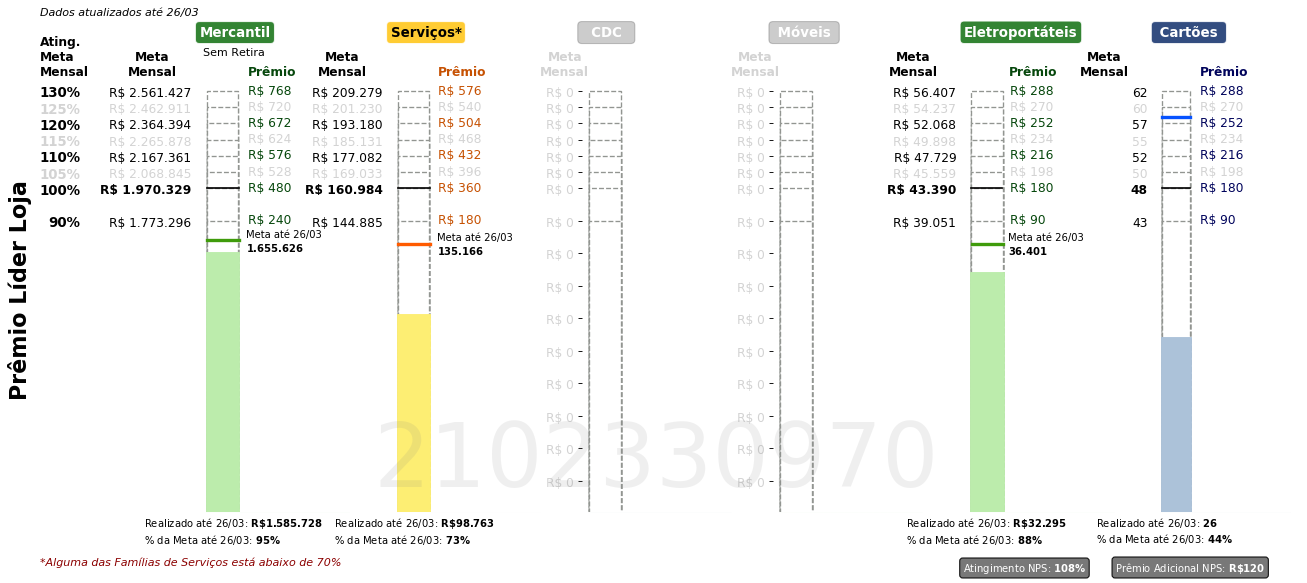 Dados atualizados até 26/03
Mercantil Serviços* CDC Móveis Eletroportáteis Cartões
Sem Retira
Ating. Meta Mensal
Meta Mensal Prêmio Meta Mensal Prêmio Meta Mensal Meta Mensal Meta Mensal Prêmio Meta Mensal Prêmio
130% R$ 2.561.427 R$ 768 R$ 209.279 R$ 576 R$ 0 R$ 0 R$ 56.407 R$ 288 62 R$ 288
125% R$ 2.462.911 R$ 720 R$ 201.230 R$ 540 R$ 0 R$ 0 R$ 54.237 R$ 270 60 R$ 270
120% R$ 2.364.394 R$ 672 R$ 193.180 R$ 504 R$ 0 R$ 0 R$ 52.068 R$ 252 57 R$ 252
115% R$ 2.265.878 R$ 624 R$ 185.131 R$ 468 R$ 0 R$ 0 R$ 49.898 R$ 234 55 R$ 234
110% R$ 2.167.361 R$ 576 R$ 177.082 R$ 432 R$ 0 R$ 0 R$ 47.729 R$ 216 52 R$ 216
105% R$ 2.068.845 R$ 528 R$ 169.033 R$ 396 R$ 0 R$ 0 R$ 45.559 R$ 198 50 R$ 198
100% R$ 1.970.329 R$ 480 R$ 160.984 R$ 360 R$ 0 R$ 0 R$ 43.390 R$ 180 48 R$ 180
90% R$ 1.773.296 R$ 240 R$ 144.885 R$ 180 R$ 0 R$ 0 R$ 39.051 R$ 90 43 R$ 90
Meta até 26/03 Meta até 26/03 Meta até 26/03
1.655.626 135.166 36.401
R$ 0 R$ 0
R$ 0 R$ 0
R$ 0 R$ 0
R$ 0 R$ 0
R$ 0 R$ 0
R$ 0 R$ 0
R$ 0 R$ 0
R$ 0 R$ 0
Prêmio Líder Loja
2102330970
Realizado até 26/03: R$1.585.728 Realizado até 26/03: R$98.763 Realizado até 26/03: R$32.295 Realizado até 26/03: 26
% da Meta até 26/03: 95% % da Meta até 26/03: 73% % da Meta até 26/03: 88% % da Meta até 26/03: 44%
*Alguma das Famílias de Serviços está abaixo de 70%
Atingimento NPS: 108% Prêmio Adicional NPS: R$120